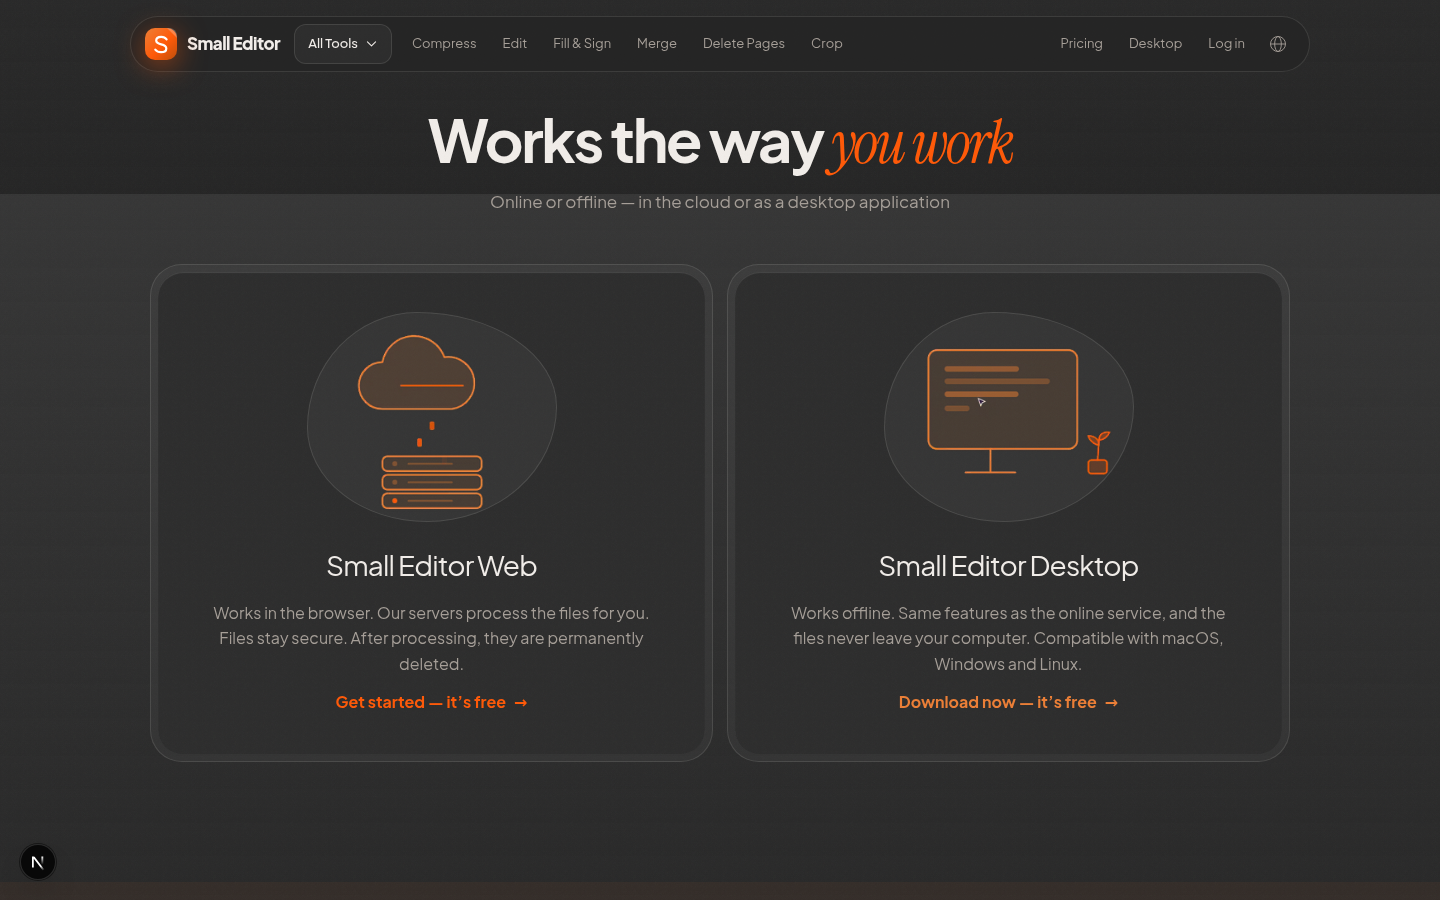 S Small Editor All Tools Compress Edit Fill & Sign Merge Delete Pages Crop Pricing Desktop Log in
Works the way you work
Online or offline — in the cloud or as a desktop application
Small Editor Web
Works in the browser. Our servers process the files for you.
Files stay secure. After processing, they are permanently
deleted.
Get started — it’s free →
Small Editor Desktop
Works offline. Same features as the online service, and the
files never leave your computer. Compatible with macOS,
Windows and Linux.
Download now — it’s free →
N